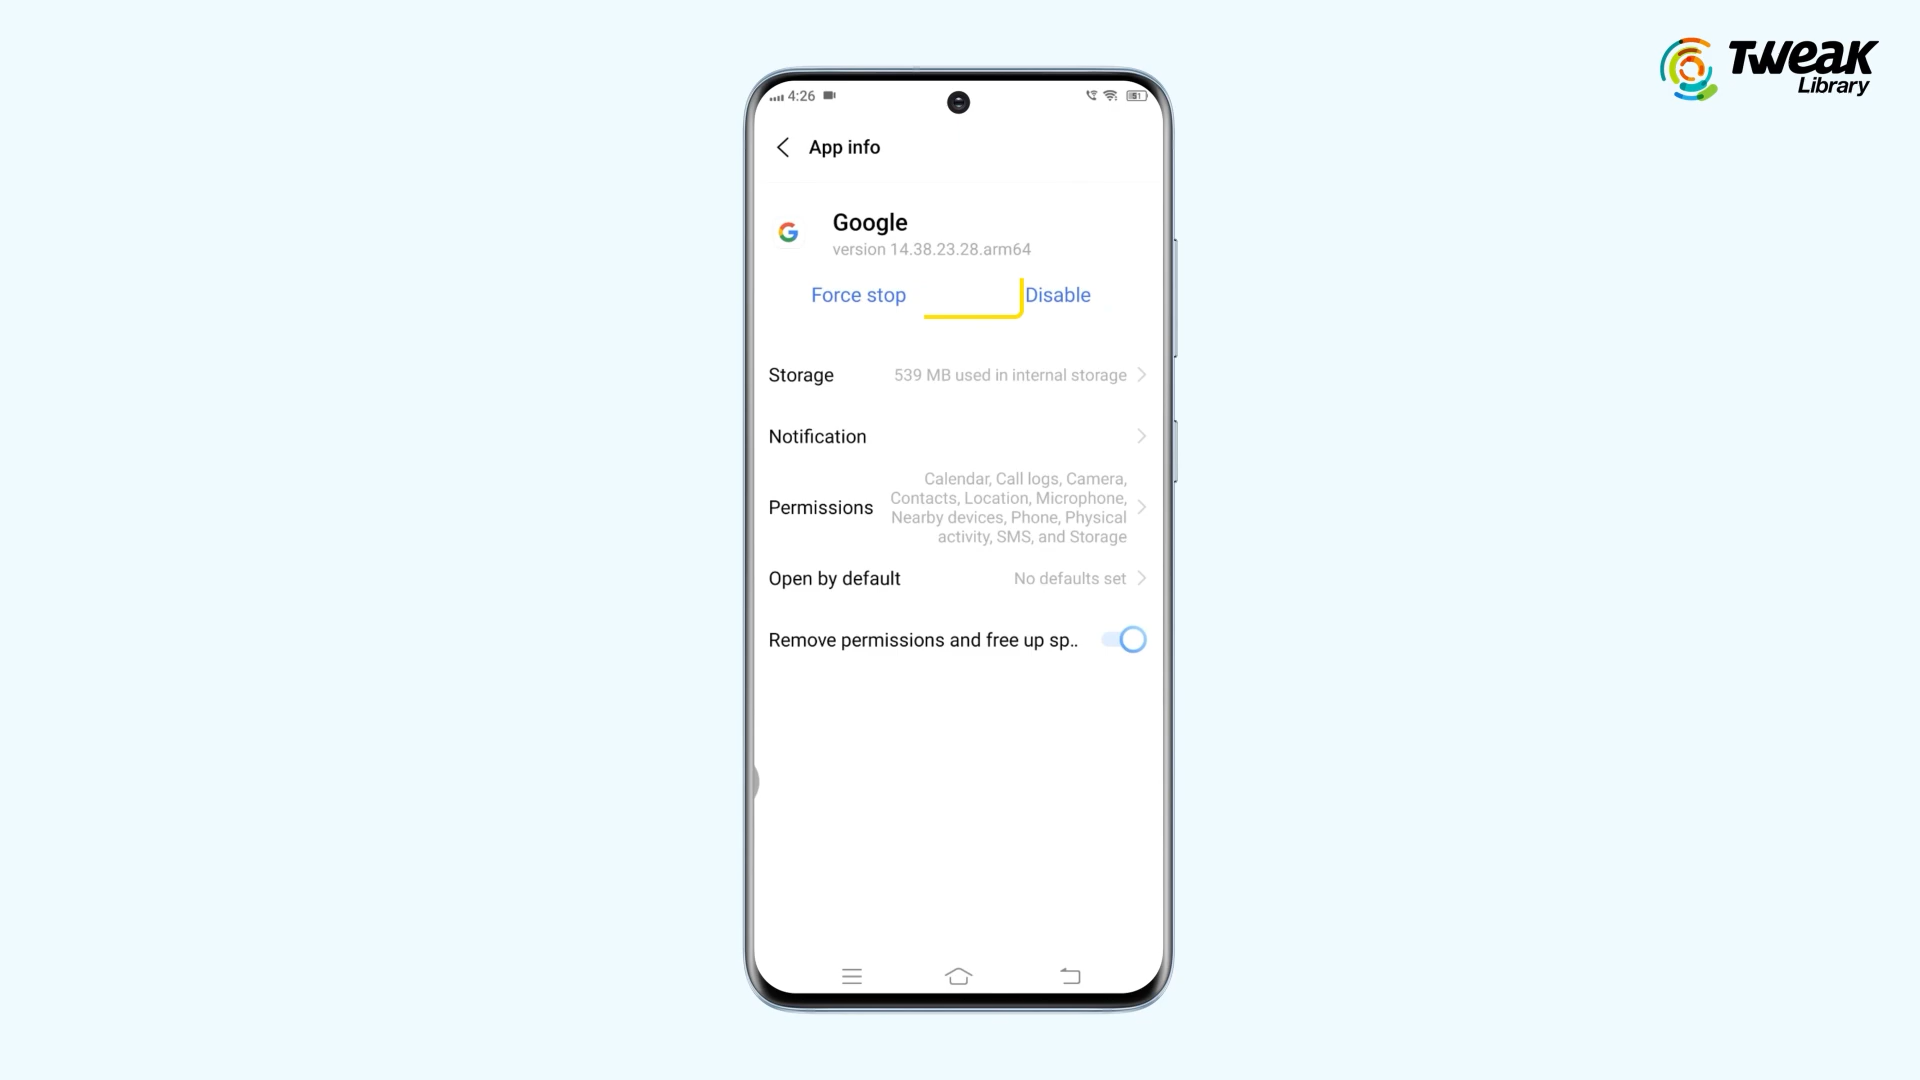 TWeaK
Library
4:26
51
App info
Google
version 14.38.23.28.arm64
Force stop
Disable
Storage
539 MB used in internal storage
Notification
Permissions
Calendar, Call logs, Camera,
Contacts, Location, Microphone,
Nearby devices, Phone, Physical
activity, SMS, and Storage
Open by default
No defaults set
Remove permissions and free up sp..